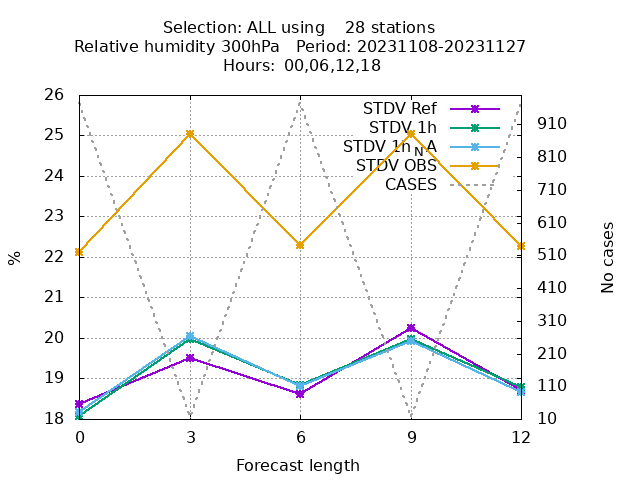 Selection: ALL using    28 stations
Relative humidity 300hPa   Period: 20231108-20231127
Hours: 00,06,12,18
26
25
24
23
22
21
20
19
18
%
STDV Ref
STDV 1h
STDV 1h_NA
STDV OBS
CASES
910
810
710
610
510
410
310
210
110
10
No cases
0 3 6 9 12
Forecast length